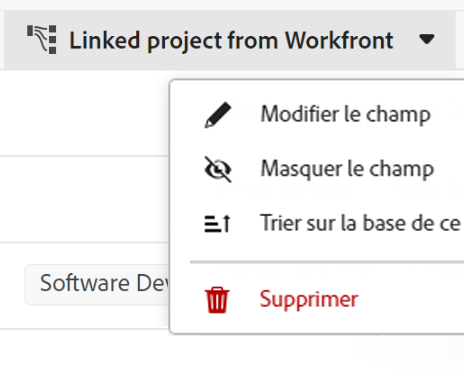 Linked project from Workfront
Modifier le champ
Masquer le champ
Trier sur la base de ce
Supprimer
Software Dev